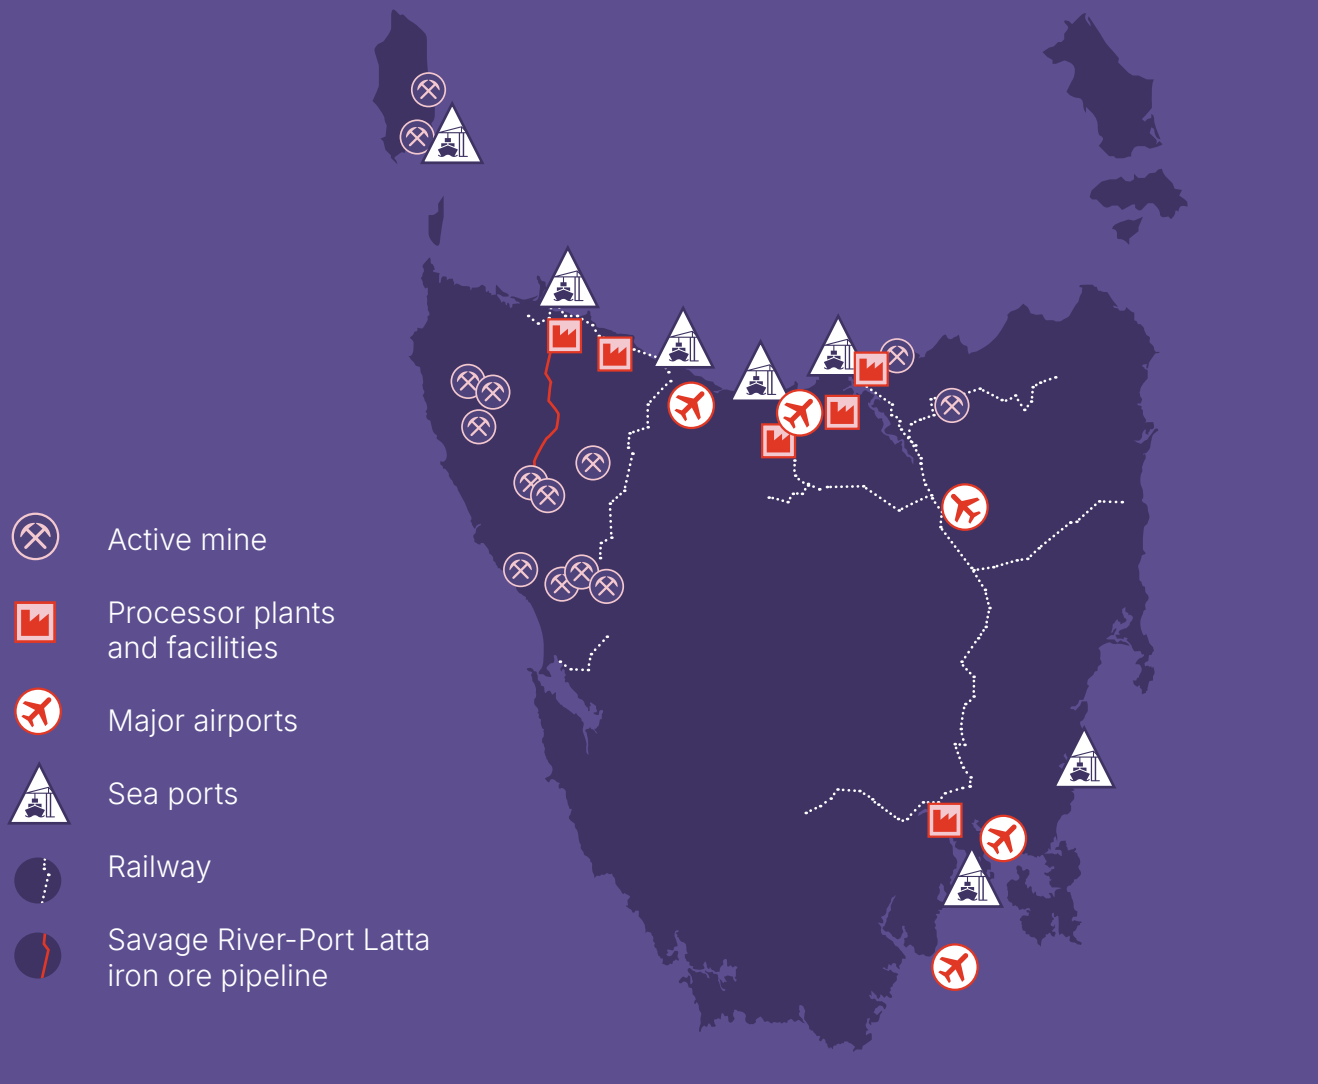 Active mine
Processor plants
and facilities
Major airports
Sea ports
Railway
Savage River-Port Latta
iron ore pipeline